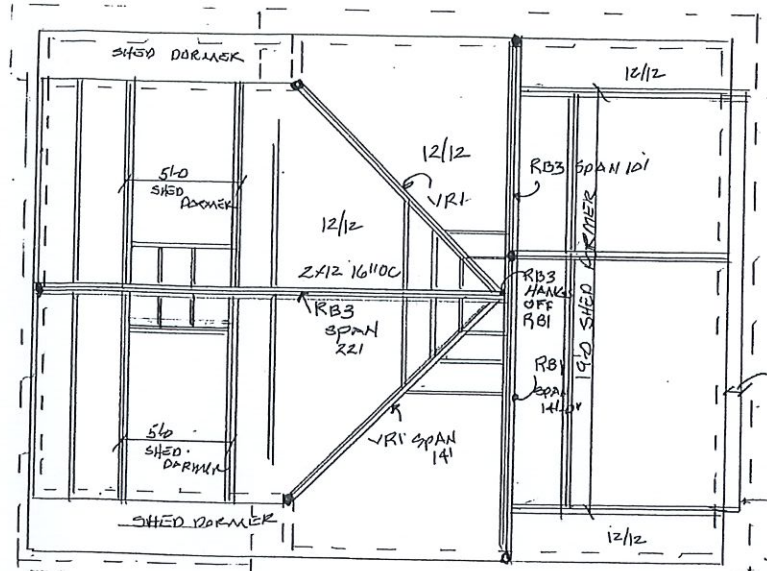 SHED DORMER
12/12
5'-0
SHED
DORMER
12/12
VR1
RB3 SPAN 10'
12/12
2x12 16"OC
RB3
SPAN
22'
RB3
HANGS
OFF
RB1
19-0 SHED DORMER
RB1
SPAN
14'-0"
5'-0
SHED
DORMER
VR1 SPAN
14'
SHED DORMER
12/12